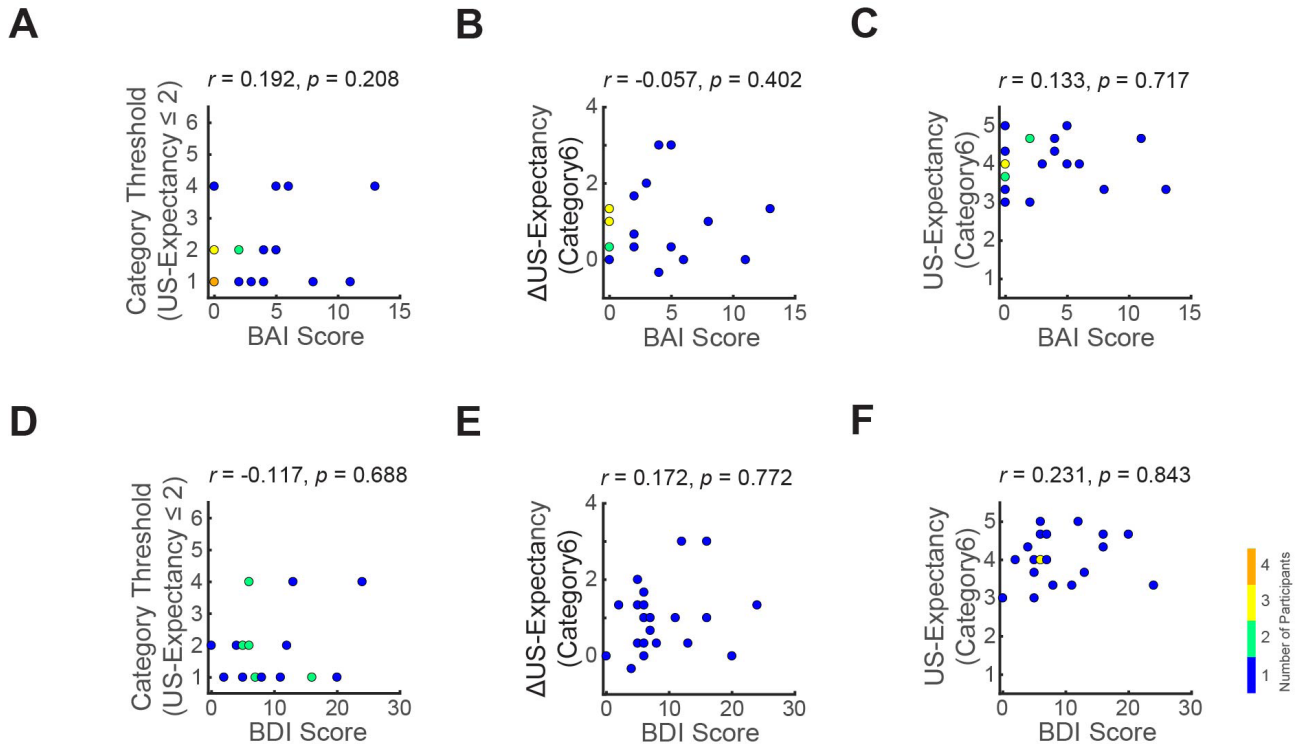 A
B
C
r = 0.192, p = 0.208
r = -0.057, p = 0.402
r = 0.133, p = 0.717
Category Threshold
(US-Expectancy ≤ 2)
6
5
4
3
2
1
0
5
10
15
BAI Score
ΔUS-Expectancy
(Category6)
4
2
0
0
5
10
15
BAI Score
US-Expectancy
(Category6)
5
4
3
2
1
0
5
10
15
BAI Score
D
E
F
r = -0.117, p = 0.688
r = 0.172, p = 0.772
r = 0.231, p = 0.843
Category Threshold
(US-Expectancy ≤ 2)
6
5
4
3
2
1
0
10
20
30
BDI Score
ΔUS-Expectancy
(Category6)
4
2
0
0
10
20
30
BDI Score
US-Expectancy
(Category6)
5
4
3
2
1
0
10
20
30
BDI Score
4
3
2
1
Number of Participants